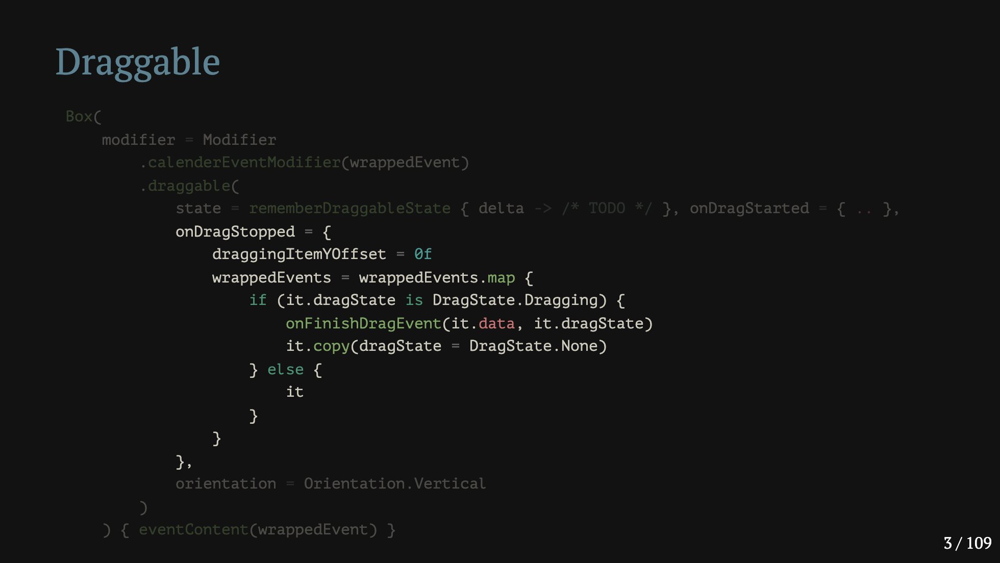 Draggable
Box(
modifier = Modifier
.calenderEventModifier(wrappedEvent)
.draggable(
state = rememberDraggableState { delta -> /* TODO */ }, onDragStarted = { .. },
onDragStopped = {
draggingItemYOffset = 0f
wrappedEvents = wrappedEvents.map {
if (it.dragState is DragState.Dragging) {
onFinishDragEvent(it.data, it.dragState)
it.copy(dragState = DragState.None)
} else {
it
}
}
},
orientation = Orientation.Vertical
)
) { eventContent(wrappedEvent) }
3 / 109